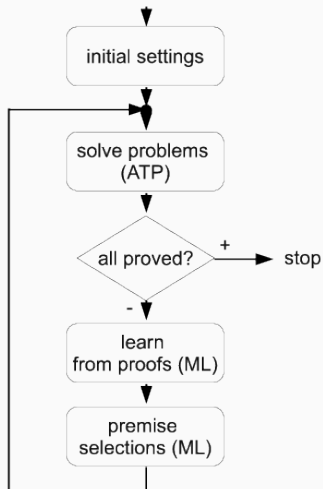 initial settings
solve problems
(ATP)
all proved?
+
stop
-
learn
from proofs (ML)
premise
selections (ML)